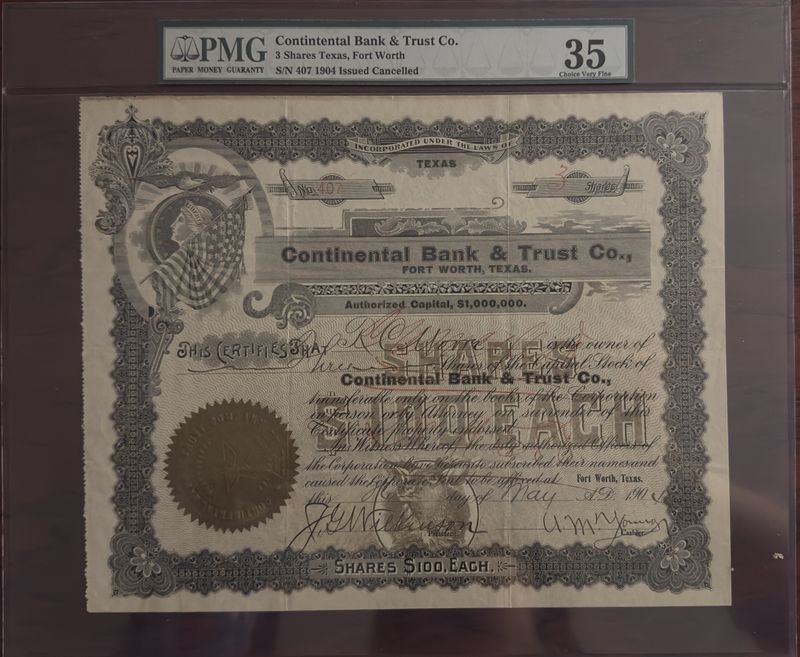 PMG
PAPER MONEY GUARANTY
Contintental Bank & Trust Co.
3 Shares Texas, Fort Worth
S/N 407 1904 Issued Cancelled
35
Choice Very Fine
INCORPORATED UNDER THE LAWS OF
TEXAS
No. 407
3 Shares
Continental Bank & Trust Co.,
FORT WORTH, TEXAS.
Authorized Capital, $1,000,000.
THIS CERTIFIES THAT R. C. is the owner of
Three Shares of the Capital Stock of
Continental Bank & Trust Co.,
transferable only on the books of the Corporation
in person or by Attorney on surrender of this
Certificate properly endorsed.
In Witness Whereof the duly authorized Officers of
the Corporation have hereunto subscribed their names and
caused the corporate Seal to be affixed at Fort Worth, Texas.
this day of May A.D. 1904
SHARES
$100 EACH
J. G. Wilkinson
President
Cashier
SHARES $100, EACH.